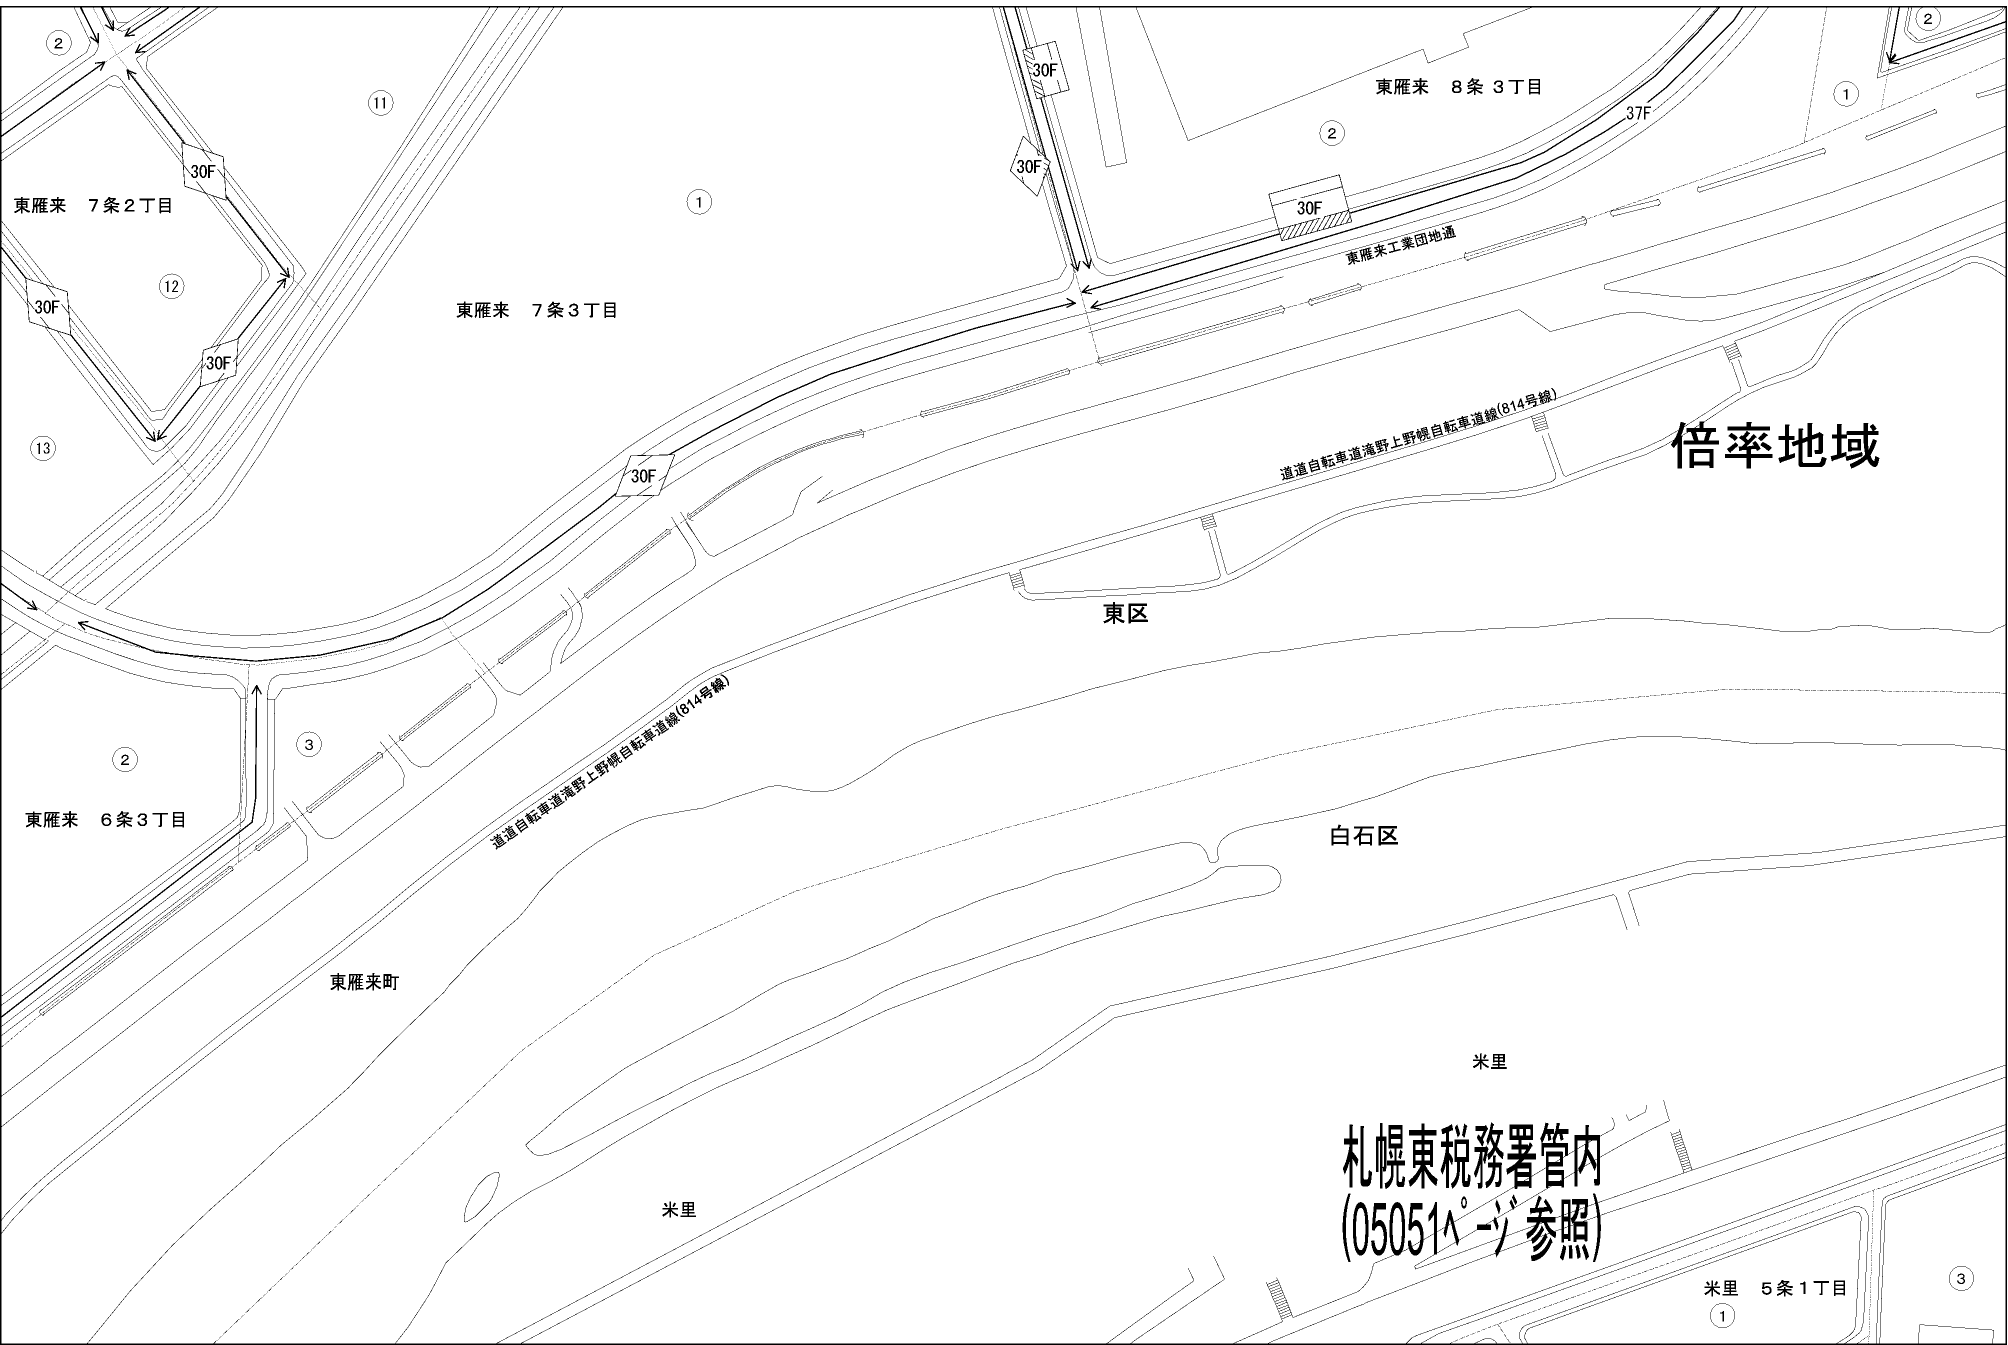 2
11
30F
東雁来 8条3丁目
2
37F
1
2
30F
30F
東雁来 7条2丁目
12
1
30F
東雁来工業団地通
30F
東雁来 7条3丁目
30F
13
30F
道道自転車道滝野上野幌自転車道線(814号線)
倍率地域
東区
道道自転車道滝野上野幌自転車道線(814号線)
2
3
東雁来 6条3丁目
白石区
東雁来町
米里
札幌東税務署管内
(05051ﾍﾟｰｼﾞ参照)
米里
米里 5条1丁目
1
3